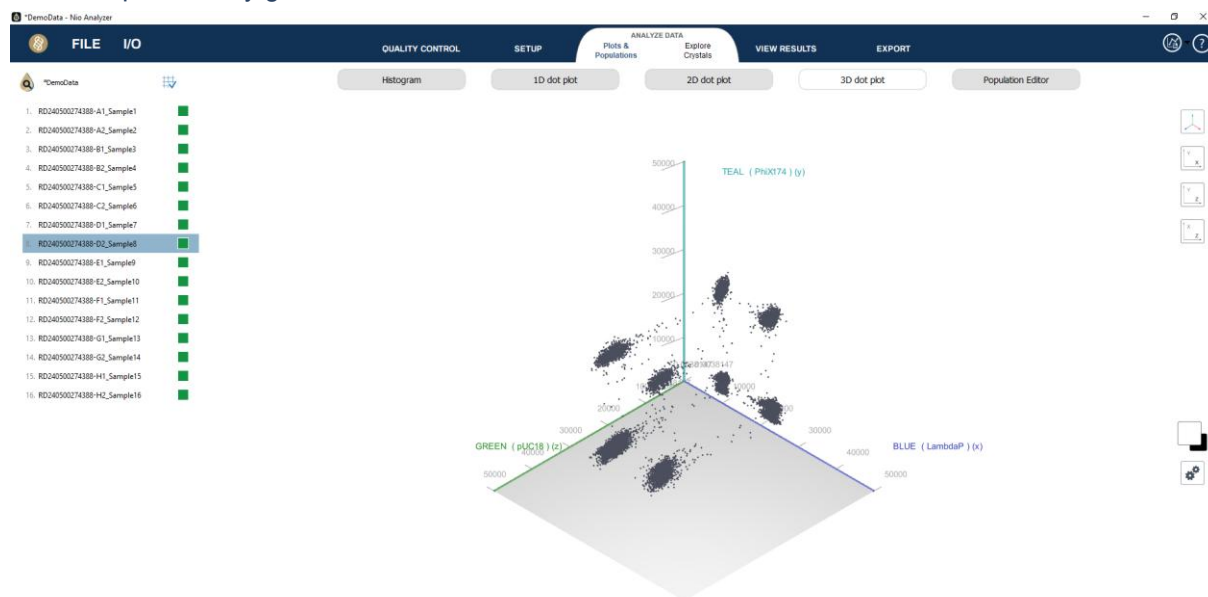 *DemoData - Nio Analyzer
FILE I/O
QUALITY CONTROL
SETUP
ANALYZE DATA
Plots & Populations
Explore Crystals
VIEW RESULTS
EXPORT
*DemoData
Histogram
1D dot plot
2D dot plot
3D dot plot
Population Editor
1. RD240500274388-A1_Sample1
2. RD240500274388-A2_Sample2
3. RD240500274388-B1_Sample3
4. RD240500274388-B2_Sample4
5. RD240500274388-C1_Sample5
6. RD240500274388-C2_Sample6
7. RD240500274388-D1_Sample7
8. RD240500274388-D2_Sample8
9. RD240500274388-E1_Sample9
10. RD240500274388-E2_Sample10
11. RD240500274388-F1_Sample11
12. RD240500274388-F2_Sample12
13. RD240500274388-G1_Sample13
14. RD240500274388-G2_Sample14
15. RD240500274388-H1_Sample15
16. RD240500274388-H2_Sample16
50000
TEAL ( PhiX174 ) (y)
40000
30000
20000
10000
10000
20000
30000
30000
GREEN ( pUC18 ) (z)
40000
40000
BLUE ( LambdaP ) (x)
50000
50000